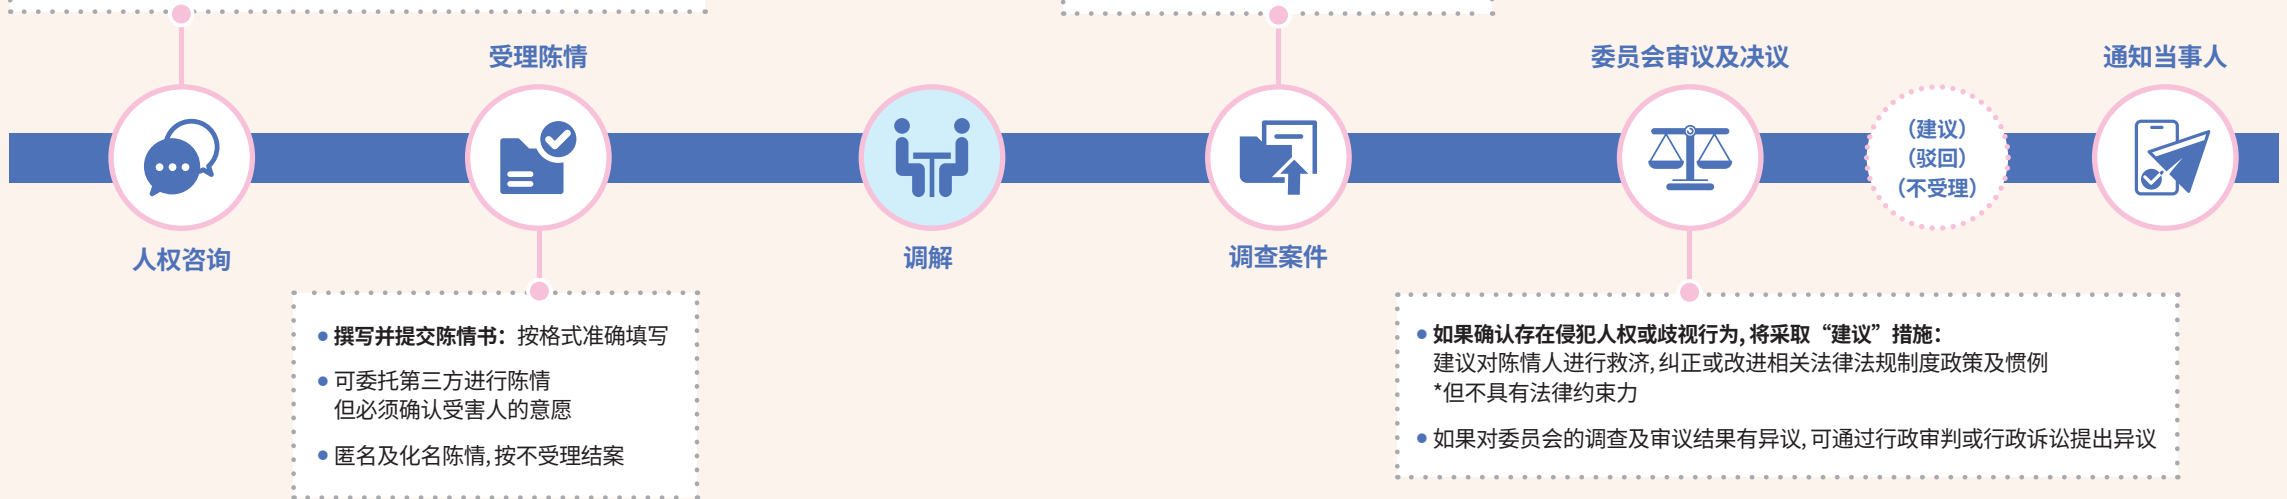 受理陈情
委员会审议及决议
通知当事人
（建议）
（驳回）
（不受理）
人权咨询
调解
调查案件
● 撰写并提交陈情书：按格式准确填写
● 可委托第三方进行陈情
但必须确认受害人的意愿
● 匿名及化名陈情, 按不受理结案
● 如果确认存在侵犯人权或歧视行为, 将采取“建议”措施：
建议对陈情人进行救济, 纠正或改进相关法律法规制度政策及惯例
*但不具有法律约束力
● 如果对委员会的调查及审议结果有异议, 可通过行政审判或行政诉讼提出异议